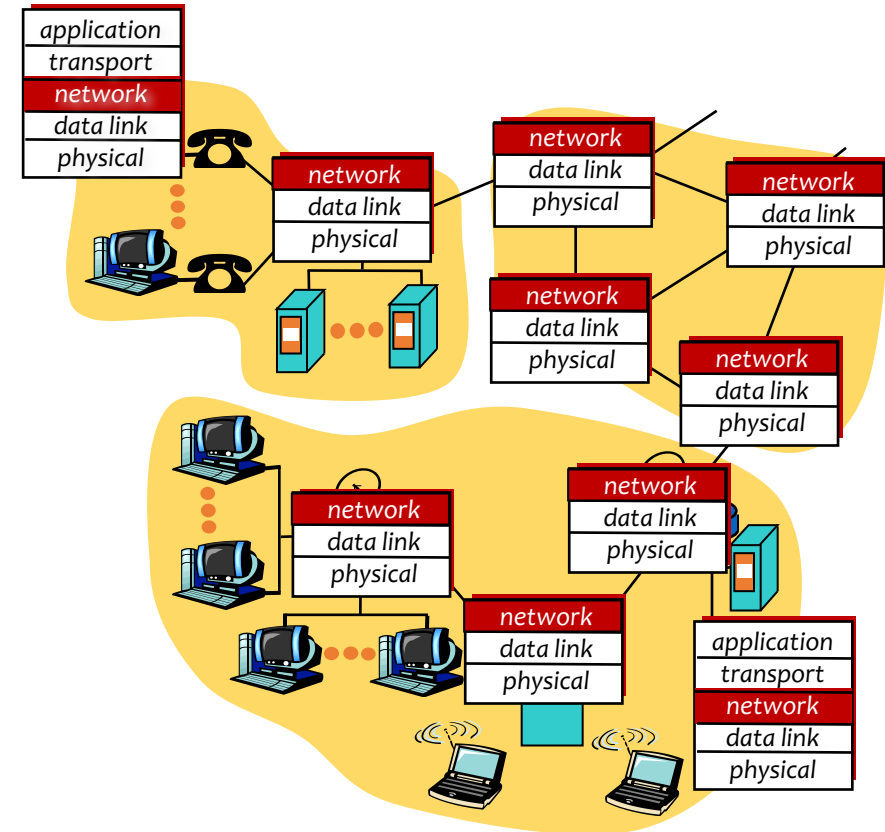 application
transport
network
data link
physical
network
data link
physical
network
data link
physical
network
data link
physical
network
data link
physical
network
data link
physical
network
data link
physical
network
data link
physical
network
data link
physical
application
transport
network
data link
physical